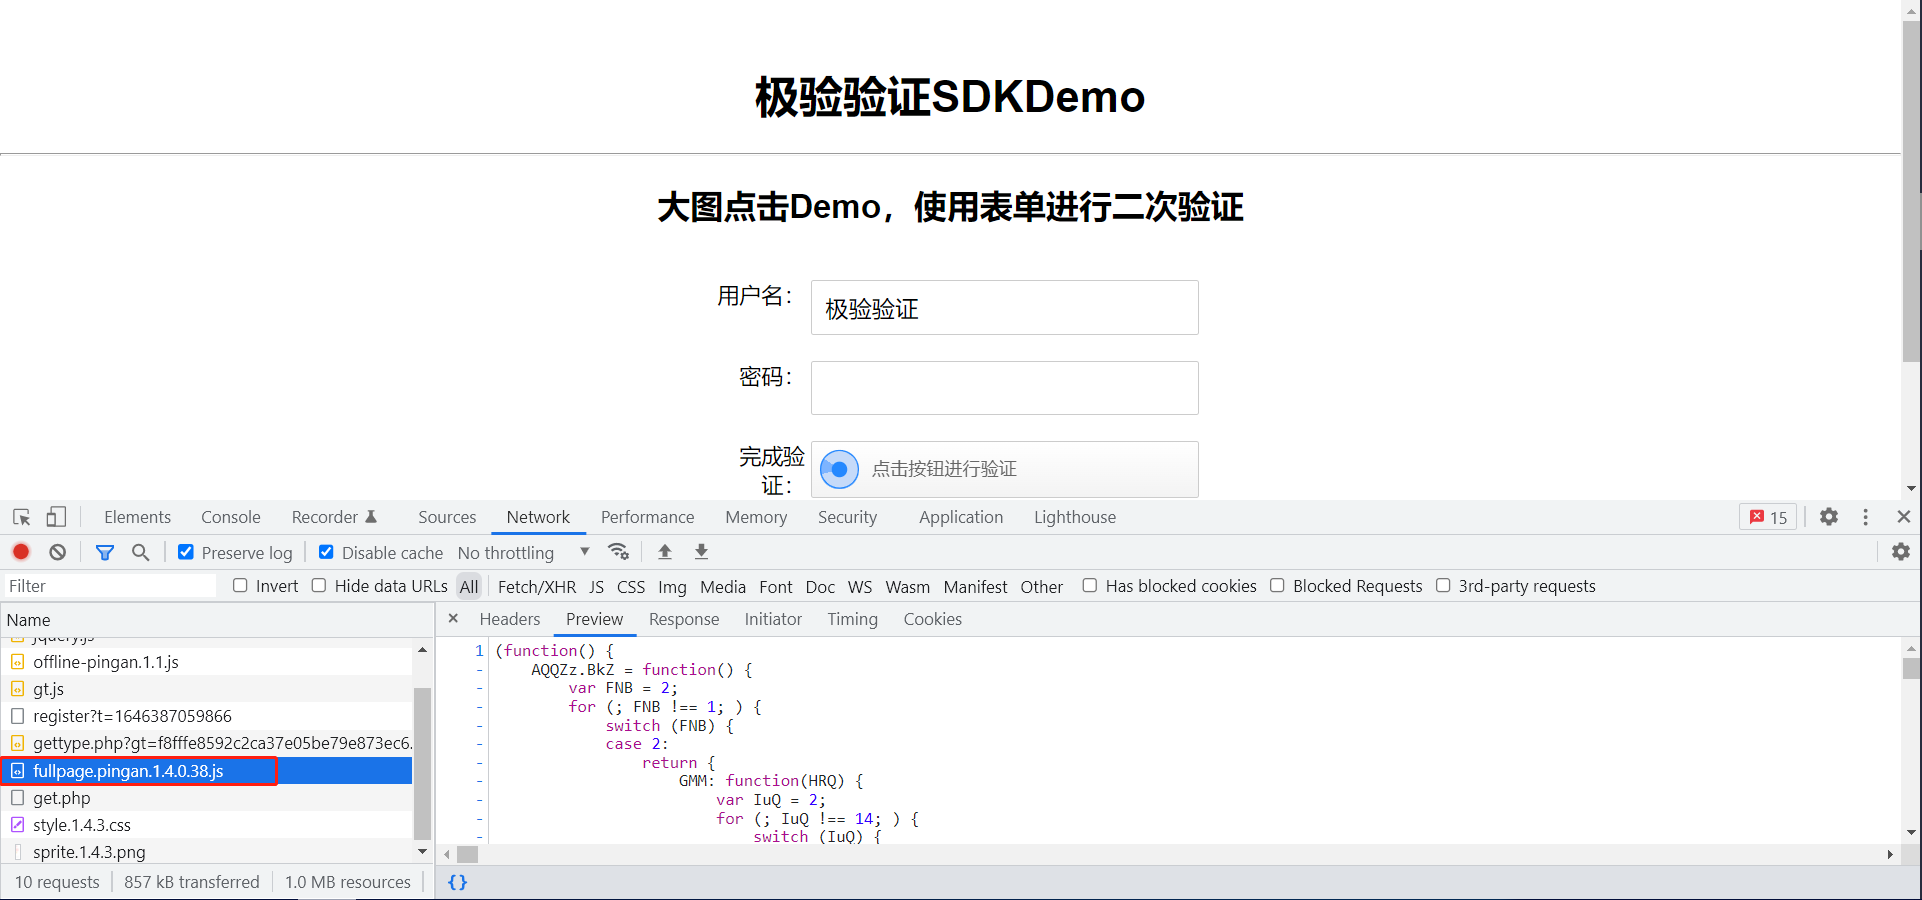 极验验证SDKDemo
大图点击Demo，使用表单进行二次验证
用户名：
极验验证
密码：
完成验
证：
点击按钮进行验证
Elements Console Recorder Sources Network Performance Memory Security Application Lighthouse 15
Preserve log Disable cache No throttling
Filter Invert Hide data URLs All Fetch/XHR JS CSS Img Media Font Doc WS Wasm Manifest Other Has blocked cookies Blocked Requests 3rd-party requests
Name
Headers Preview Response Initiator Timing Cookies
jquery.js
offline-pingan.1.1.js
gt.js
register?t=1646387059866
gettype.php?gt=f8fffe8592c2ca37e05be79e873ec6.
fullpage.pingan.1.4.0.38.js
get.php
style.1.4.3.css
sprite.1.4.3.png
1 (function() {
- AQQZz.BkZ = function() {
- var FNB = 2;
- for (; FNB !== 1; ) {
- switch (FNB) {
- case 2:
- return {
- GMM: function(HRQ) {
- var IuQ = 2;
- for (; IuQ !== 14; ) {
- switch (IuQ) {
10 requests 857 kB transferred 1.0 MB resources {}